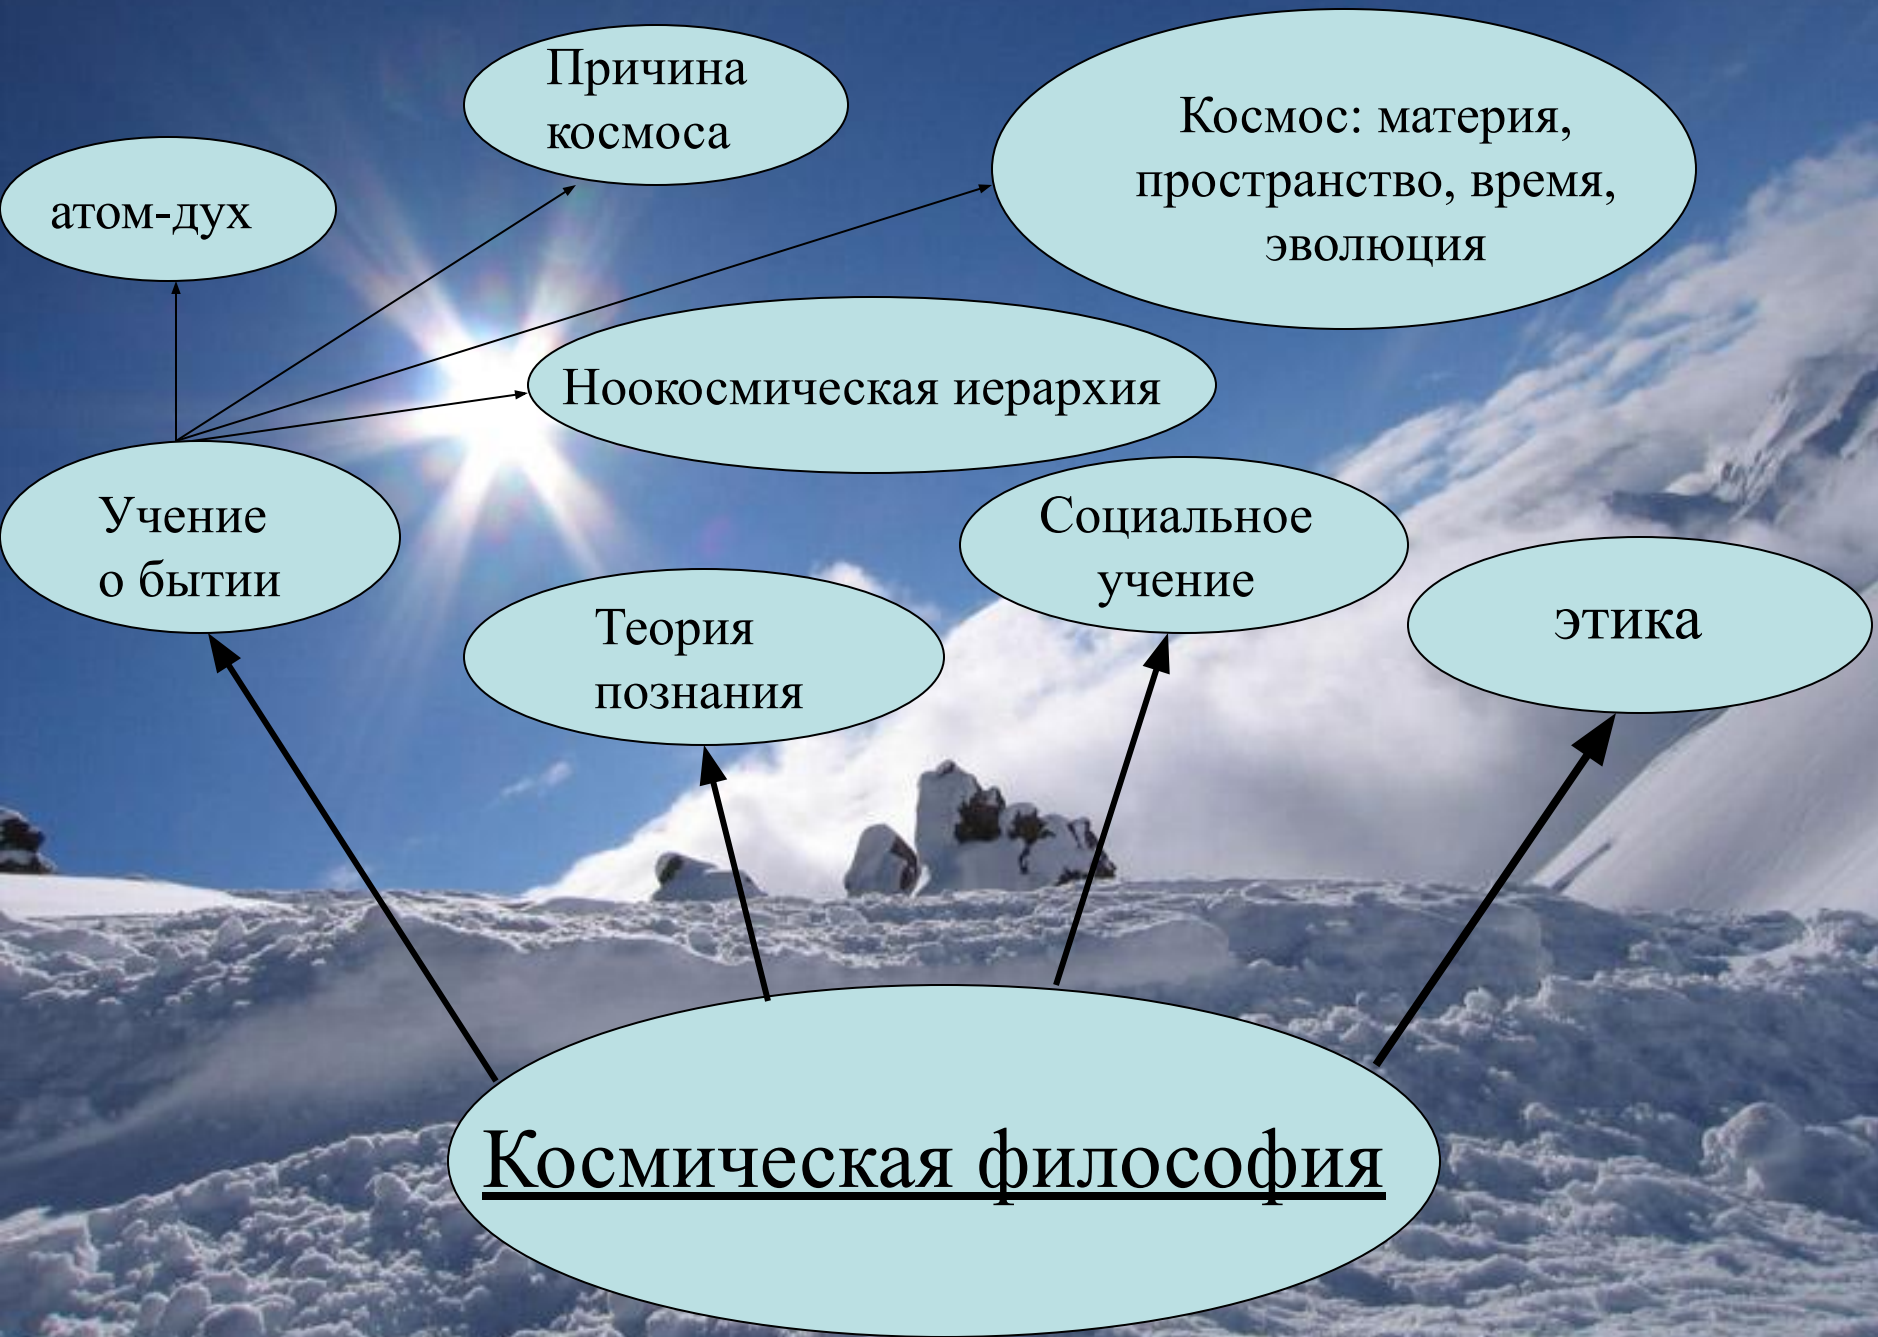 Причина
космоса
Космос: материя,
пространство, время,
эволюция
атом-дух
Ноокосмическая иерархия
Учение
о бытии
Социальное
учение
Теория
познания
этика
Космическая философия